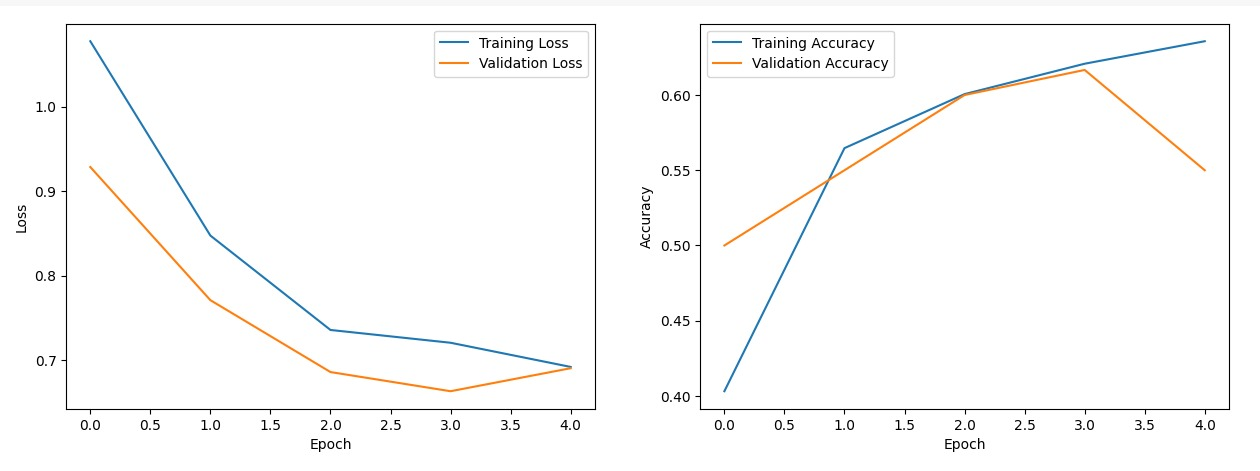 Training Loss
Validation Loss
1.0
0.9
0.8
0.7
Loss
0.0 0.5 1.0 1.5 2.0 2.5 3.0 3.5 4.0
Epoch
Training Accuracy
Validation Accuracy
0.60
0.55
0.50
0.45
0.40
Accuracy
0.0 0.5 1.0 1.5 2.0 2.5 3.0 3.5 4.0
Epoch